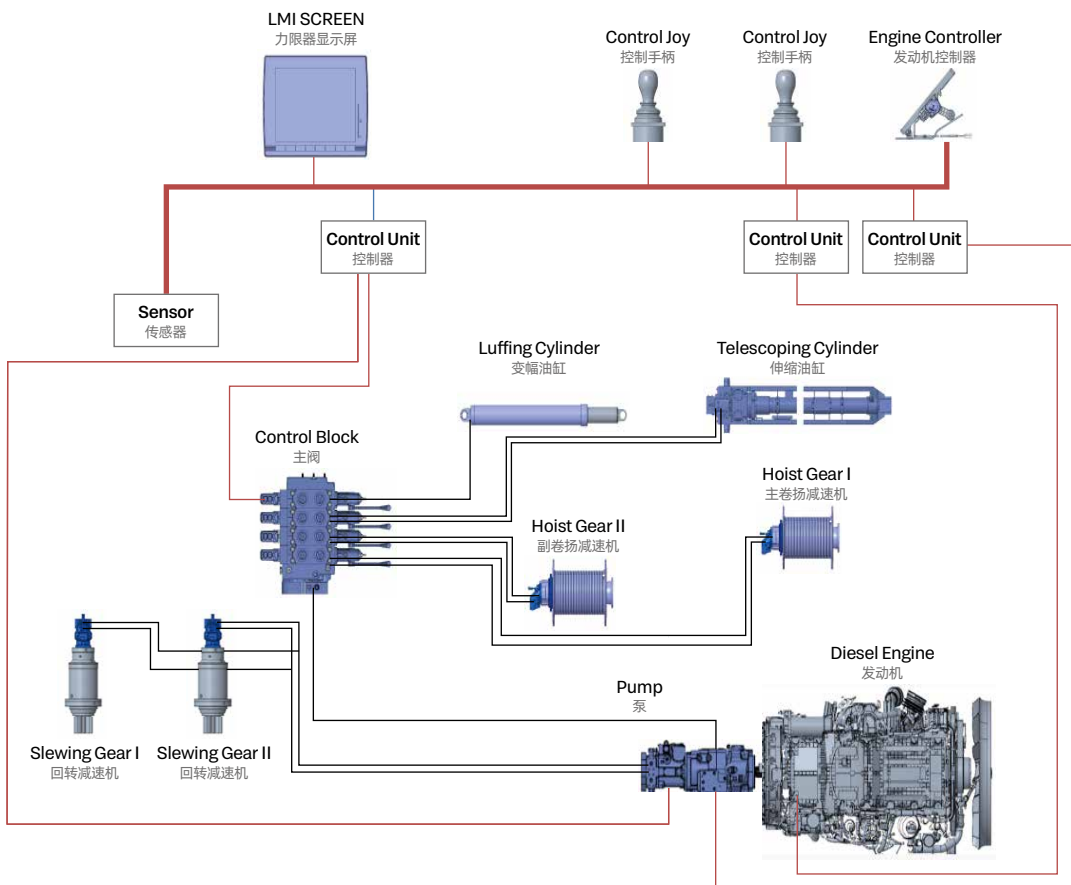 LMI SCREEN
力限器显示屏
Control Joy
控制手柄
Control Joy
控制手柄
Engine Controller
发动机控制器
Control Unit
控制器
Control Unit
控制器
Control Unit
控制器
Sensor
传感器
Luffing Cylinder
变幅油缸
Telescoping Cylinder
伸缩油缸
Control Block
主阀
Hoist Gear I
主卷扬减速机
Hoist Gear II
副卷扬减速机
Diesel Engine
发动机
Pump
泵
Slewing Gear I
回转减速机
Slewing Gear II
回转减速机